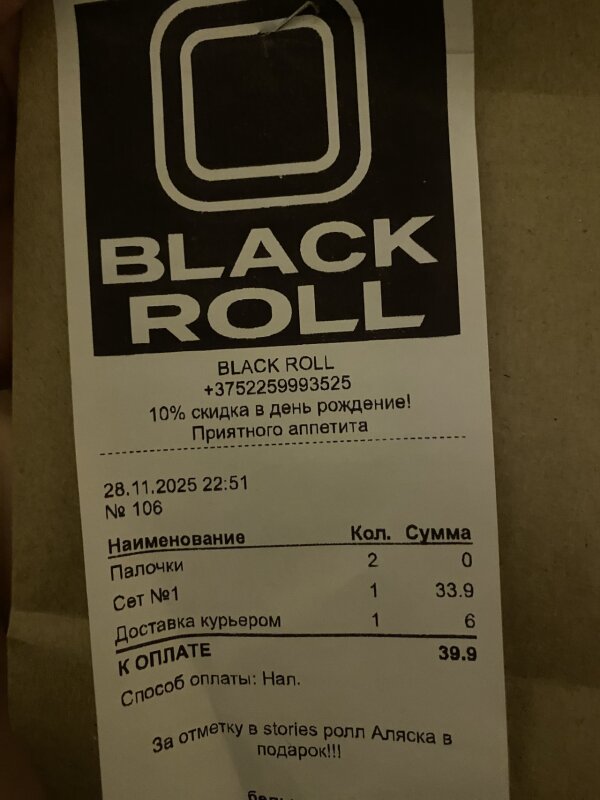 BLACK
ROLL
BLACK ROLL
+3752259993525
10% скидка в день рождение!
Приятного аппетита
28.11.2025 22:51
№ 106
Наименование Кол. Сумма
Палочки 2 0
Сет №1 1 33.9
Доставка курьером 1 6
К ОПЛАТЕ 39.9
Способ оплаты: Нал.
За отметку в stories ролл Аляска в
подарок!!!